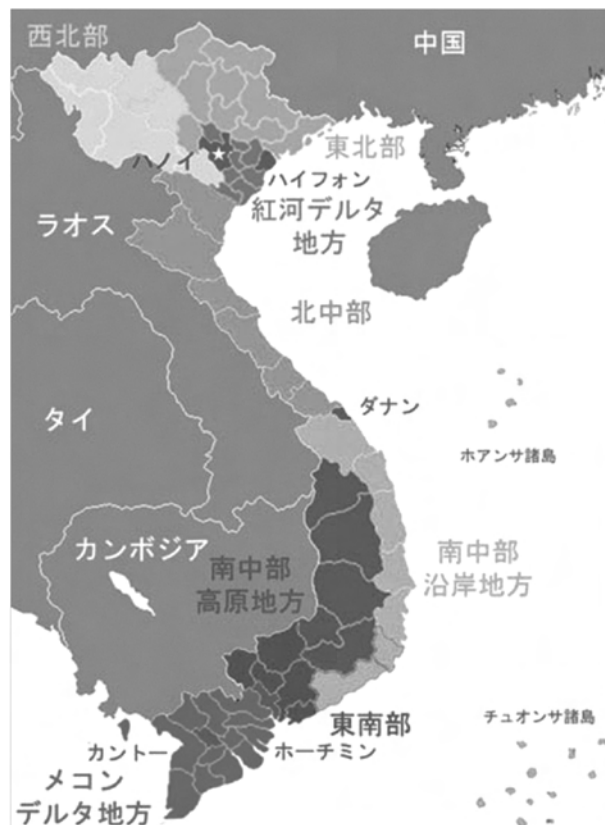 西北部
中国
東北部
ハノイ
ハイフォン
紅河デルタ
地方
ラオス
北中部
ダナン
タイ
ホアンサ諸島
カンボジア
南中部
高原地方
南中部
沿岸地方
東南部
チュオンサ諸島
カントー
ホーチミン
メコン
デルタ地方